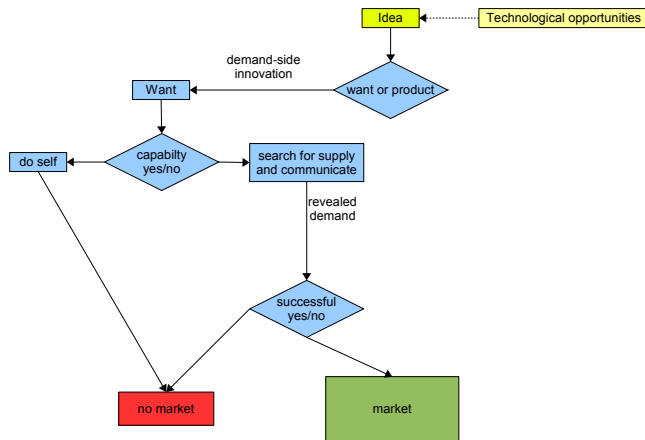 Idea
Technological opportunities
demand-side
innovation
want or product
Want
capabilty
yes/no
do self
search for supply
and communicate
revealed
demand
successful
yes/no
no market
market